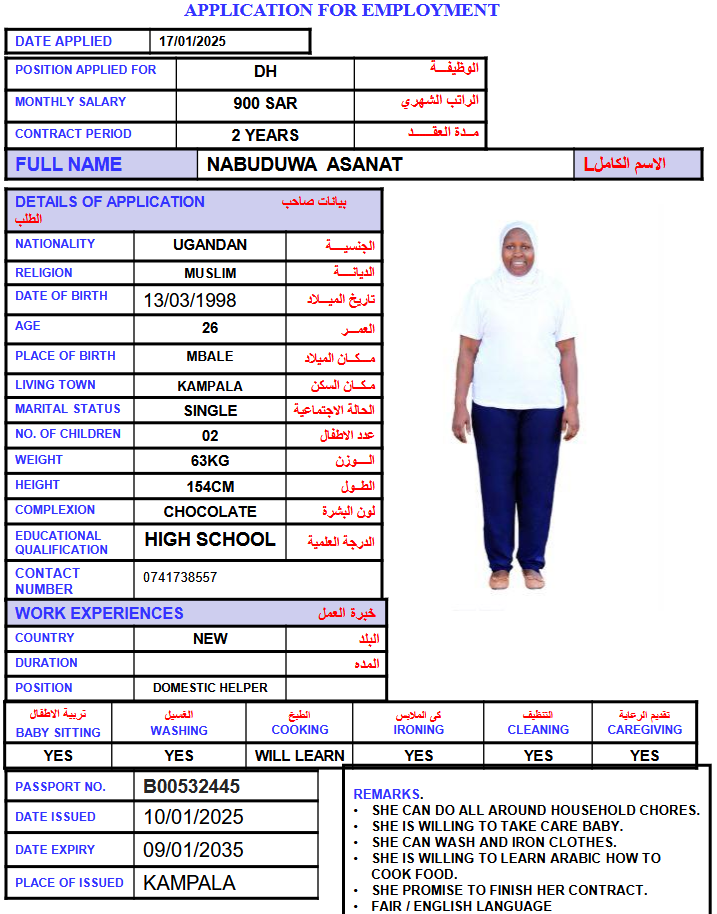 APPLICATION FOR EMPLOYMENT
DATE APPLIED 17/01/2025
POSITION APPLIED FOR DH الوظيفـــة
MONTHLY SALARY 900 SAR الراتب الشهري
CONTRACT PERIOD 2 YEARS مـدة العقـــد
FULL NAME NABUDUWA ASANAT الاسم الكاململL
DETAILS OF APPLICATION بيانات صاحب
الطلب
NATIONALITY UGANDAN الجنسيـــة
RELIGION MUSLIM الديانـــة
DATE OF BIRTH 13/03/1998 تاريخ الميـــلاد
AGE 26 العمـــر
PLACE OF BIRTH MBALE مــكـــان الميلاد
LIVING TOWN KAMPALA مـكــان السكن
MARITAL STATUS SINGLE الحالة الاجتماعية
NO. OF CHILDREN 02 عدد الاطفال
WEIGHT 63KG الـــوزن
HEIGHT 154CM الطــول
COMPLEXION CHOCOLATE لون البشرة
EDUCATIONAL QUALIFICATION HIGH SCHOOL الدرجة العلمية
CONTACT NUMBER 0741738557
WORK EXPERIENCES خبرة العمل
COUNTRY NEW البلد
DURATION المده
POSITION DOMESTIC HELPER
تربية الاطفال الغسيل الطبخ كى الملابس التنظيف تقديم الرعاية
BABY SITTING WASHING COOKING IRONING CLEANING CAREGIVING
YES YES WILL LEARN YES YES YES
PASSPORT NO. B00532445
DATE ISSUED 10/01/2025
DATE EXPIRY 09/01/2035
PLACE OF ISSUED KAMPALA
REMARKS.
• SHE CAN DO ALL AROUND HOUSEHOLD CHORES.
• SHE IS WILLING TO TAKE CARE BABY.
• SHE CAN WASH AND IRON CLOTHES.
• SHE IS WILLING TO LEARN ARABIC HOW TO
COOK FOOD.
• SHE PROMISE TO FINISH HER CONTRACT.
• FAIR / ENGLISH LANGUAGE